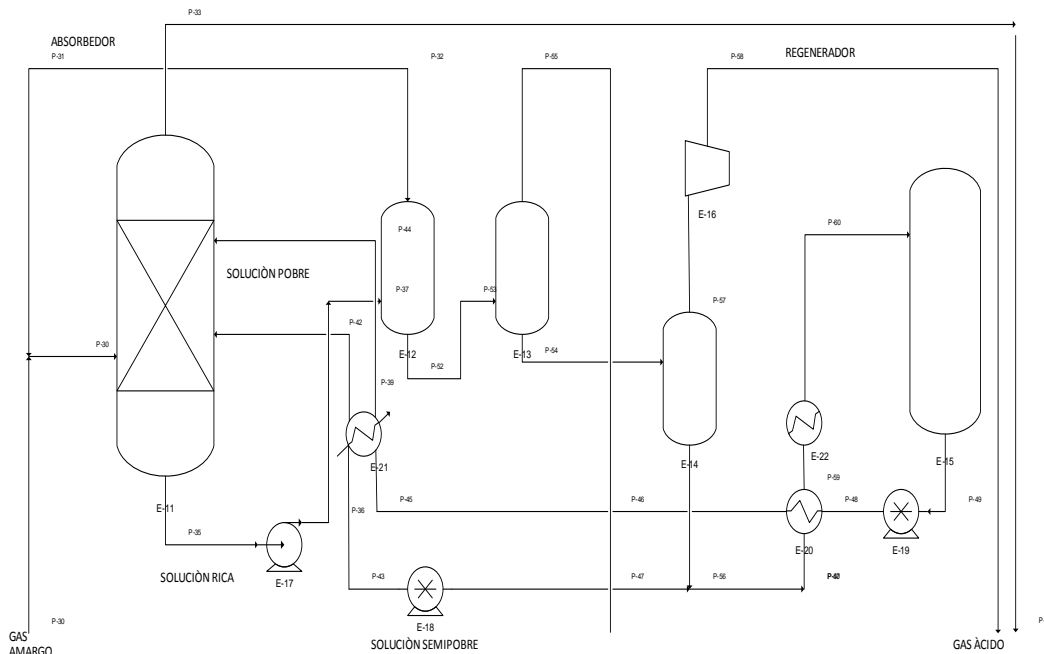 P-33
ABSORBEDOR
P-31
P-32
P-55
P-58
REGENERADOR
E-16
P-44
P-60
SOLUCIÒN POBRE
P-37
P-53
P-57
P-42
P-30
E-12
E-13
P-54
P-52
P-39
E-21
E-22
E-14
E-15
P-59
E-11
P-45
P-46
P-48
P-49
P-36
P-35
E-20
E-19
SOLUCIÒN RICA
E-17
P-43
P-47
P-56
E-18
P-30
GAS
AMARGO
SOLUCIÒN SEMIPOBRE
GAS ÀCIDO